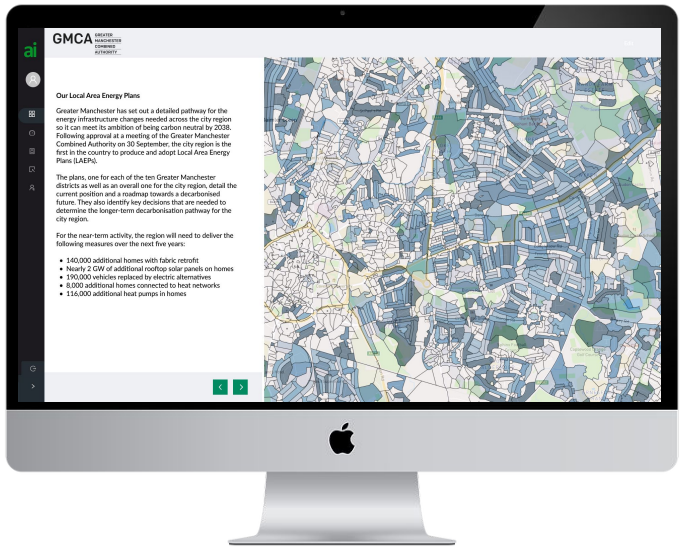 ai
GMCA GREATER
MANCHESTER
COMBINED
AUTHORITY
Our Local Area Energy Plans
Greater Manchester has set out a detailed pathway for the
energy infrastructure changes needed across the city region
so it can meet its ambition of being carbon neutral by 2038.
Following approval at a meeting of the Greater Manchester
Combined Authority on 30 September, the city region is the
first in the country to produce and adopt Local Area Energy
Plans (LAEPs).
The plans, one for each of the ten Greater Manchester
districts as well as an overall one for the city region, detail the
current position and a roadmap towards a decarbonised
future. They also identify key decisions that are needed to
determine the longer-term decarbonisation pathway for the
city region.
For the near-term activity, the region will need to deliver the
following measures over the next five years:
• 140,000 additional homes with fabric retrofit
• Nearly 2 GW of additional rooftop solar panels on homes
• 190,000 vehicles replaced by electric alternatives
• 8,000 additional homes connected to heat networks
• 116,000 additional heat pumps in homes